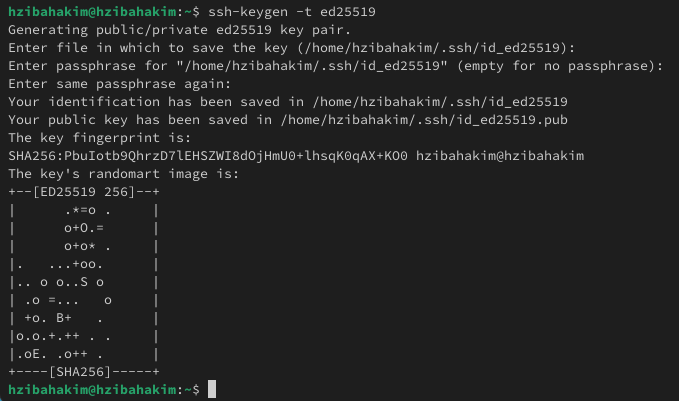 hzibahakim@hzibahakim:~$ ssh-keygen -t ed25519
Generating public/private ed25519 key pair.
Enter file in which to save the key (/home/hzibahakim/.ssh/id_ed25519):
Enter passphrase for "/home/hzibahakim/.ssh/id_ed25519" (empty for no passphrase):
Enter same passphrase again:
Your identification has been saved in /home/hzibahakim/.ssh/id_ed25519
Your public key has been saved in /home/hzibahakim/.ssh/id_ed25519.pub
The key fingerprint is:
SHA256:PbuIotb9QhrzD7lEHSZWI8dOjHmU0+lhsqK0qAX+KO0 hzibahakim@hzibahakim
The key's randomart image is:
+--[ED25519 256]--+
|      .*=o .     |
|      o+O.=      |
|      o+o* .     |
|.   ...+oo.      |
|.. o o..S o      |
| .o =...   o     |
| +o. B+   .      |
|o.o.+.++ . .     |
|.oE. .o++ .      |
+----[SHA256]-----+
hzibahakim@hzibahakim:~$